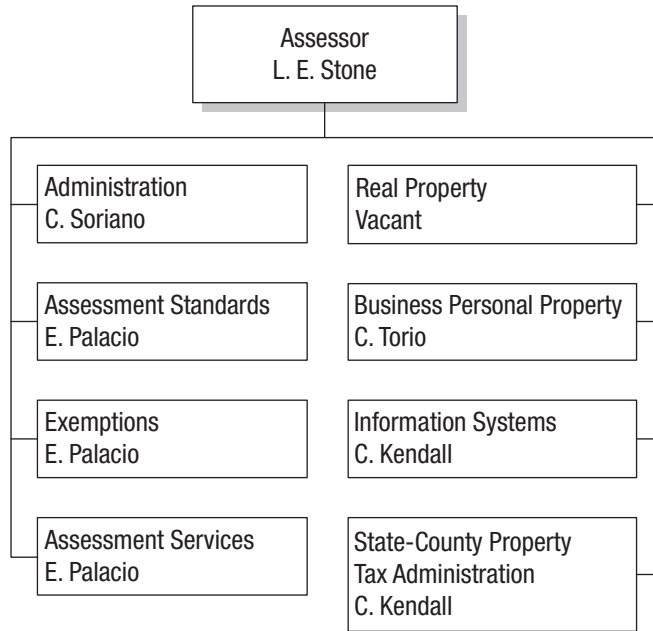 Assessor
L. E. Stone
Administration
C. Soriano
Real Property
Vacant
Assessment Standards
E. Palacio
Business Personal Property
C. Torio
Exemptions
E. Palacio
Information Systems
C. Kendall
Assessment Services
E. Palacio
State-County Property
Tax Administration
C. Kendall